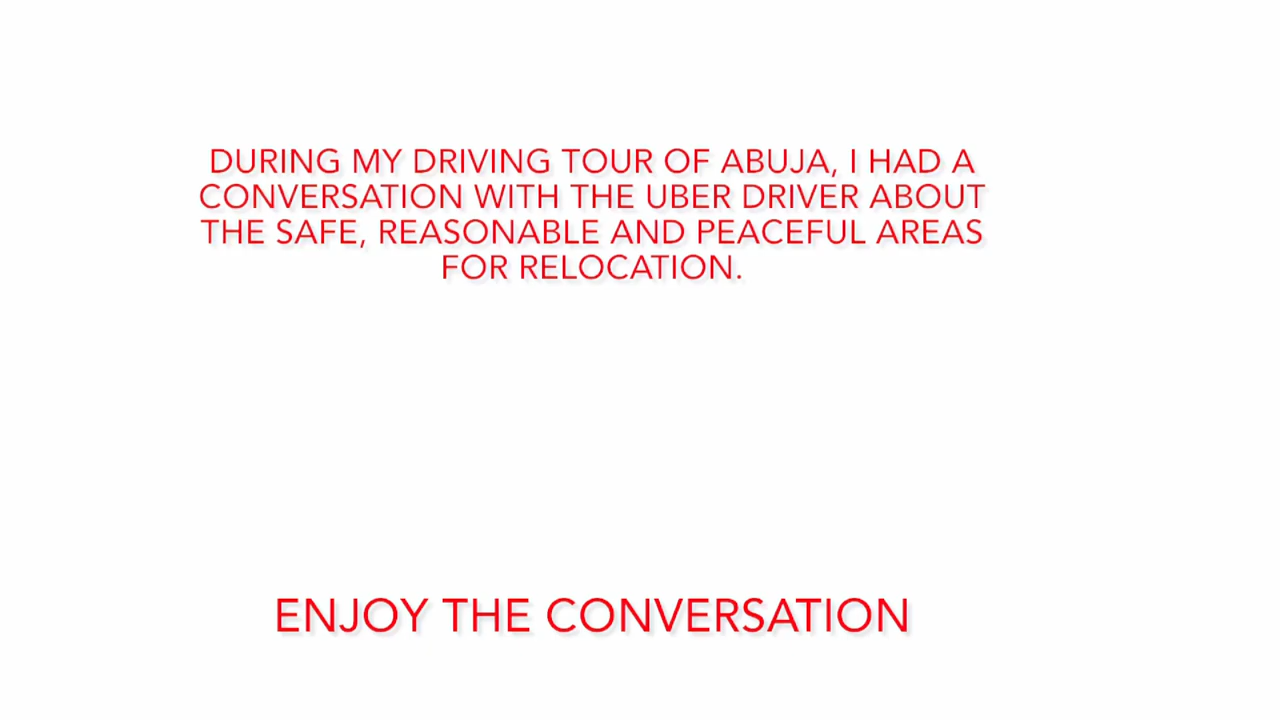 DURING MY DRIVING TOUR OF ABUJA, I HAD A
CONVERSATION WITH THE UBER DRIVER ABOUT
THE SAFE, REASONABLE AND PEACEFUL AREAS
FOR RELOCATION.
ENJOY THE CONVERSATION